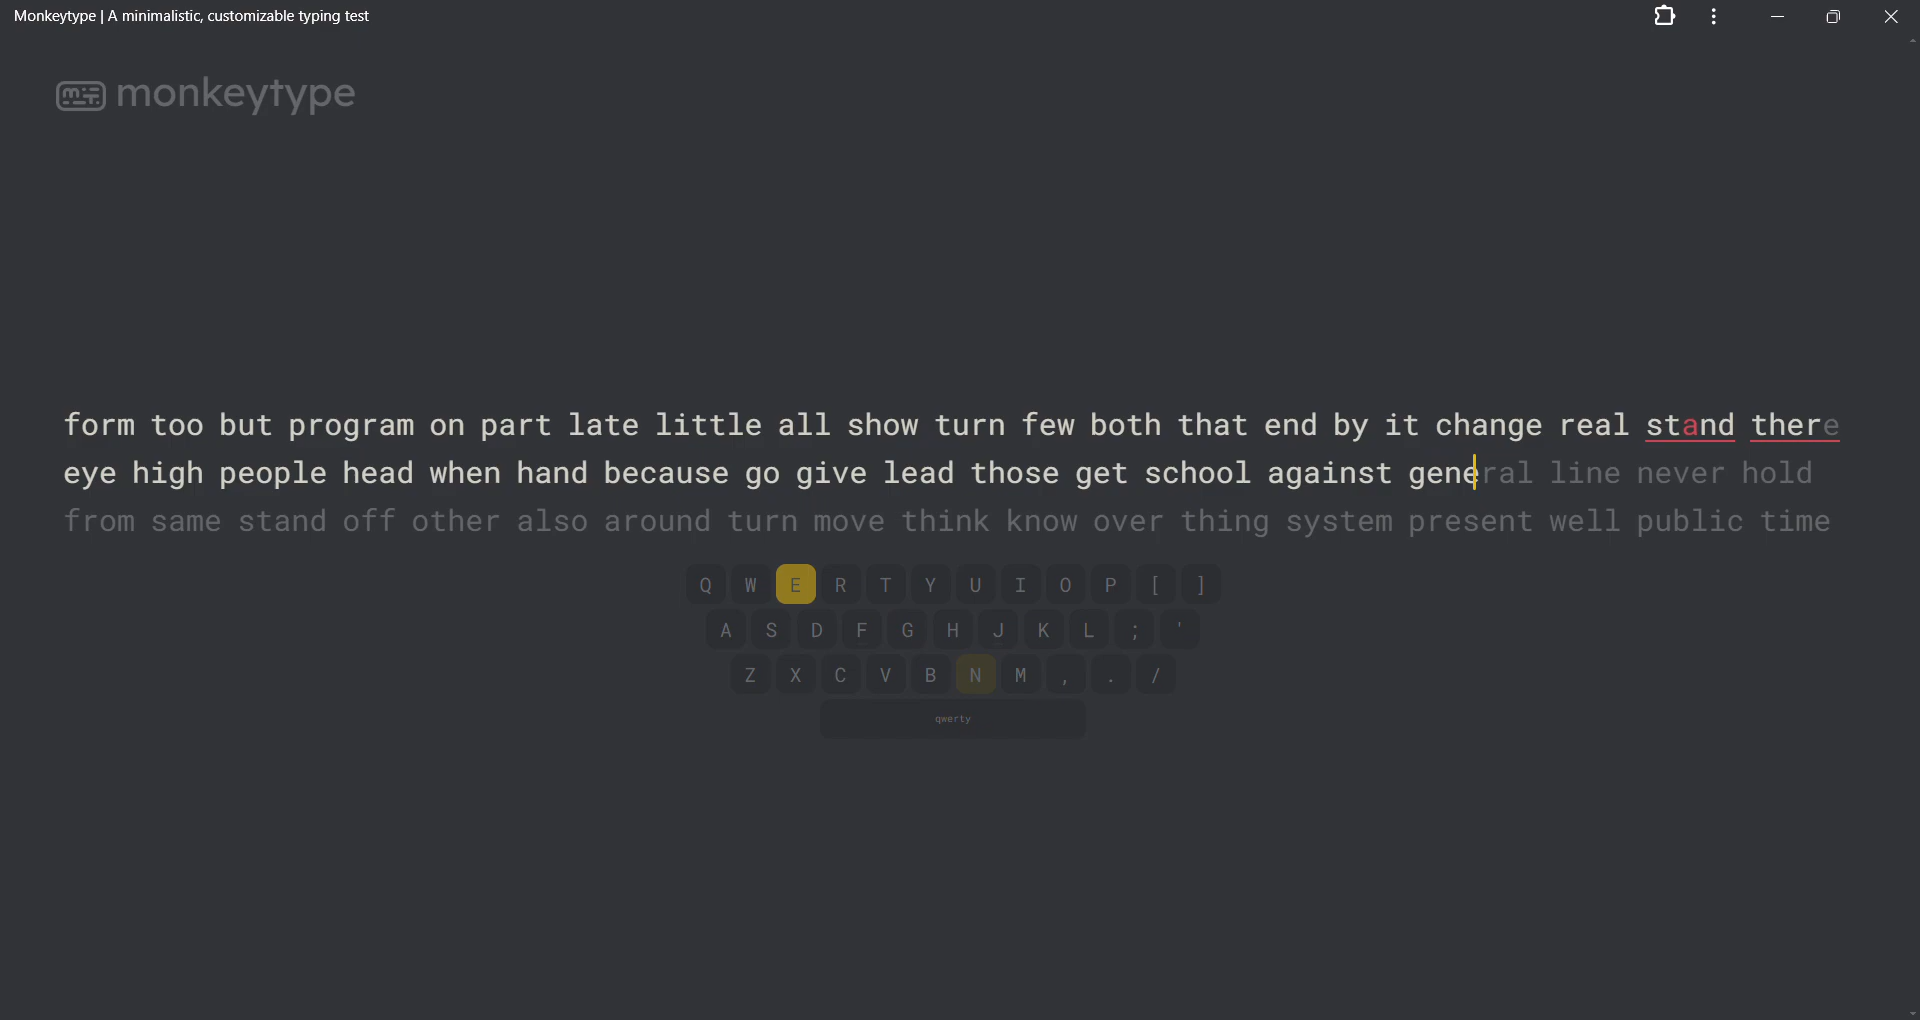 Monkeytype | A minimalistic, customizable typing test
monkeytype
form too but program on part late little all show turn few both that end by it change real stand there
eye high people head when hand because go give lead those get school against general line never hold
from same stand off other also around turn move think know over thing system present well public time
Q W E R T Y U I O P [ ]
A S D F G H J K L ; '
Z X C V B N M , . /
qwerty